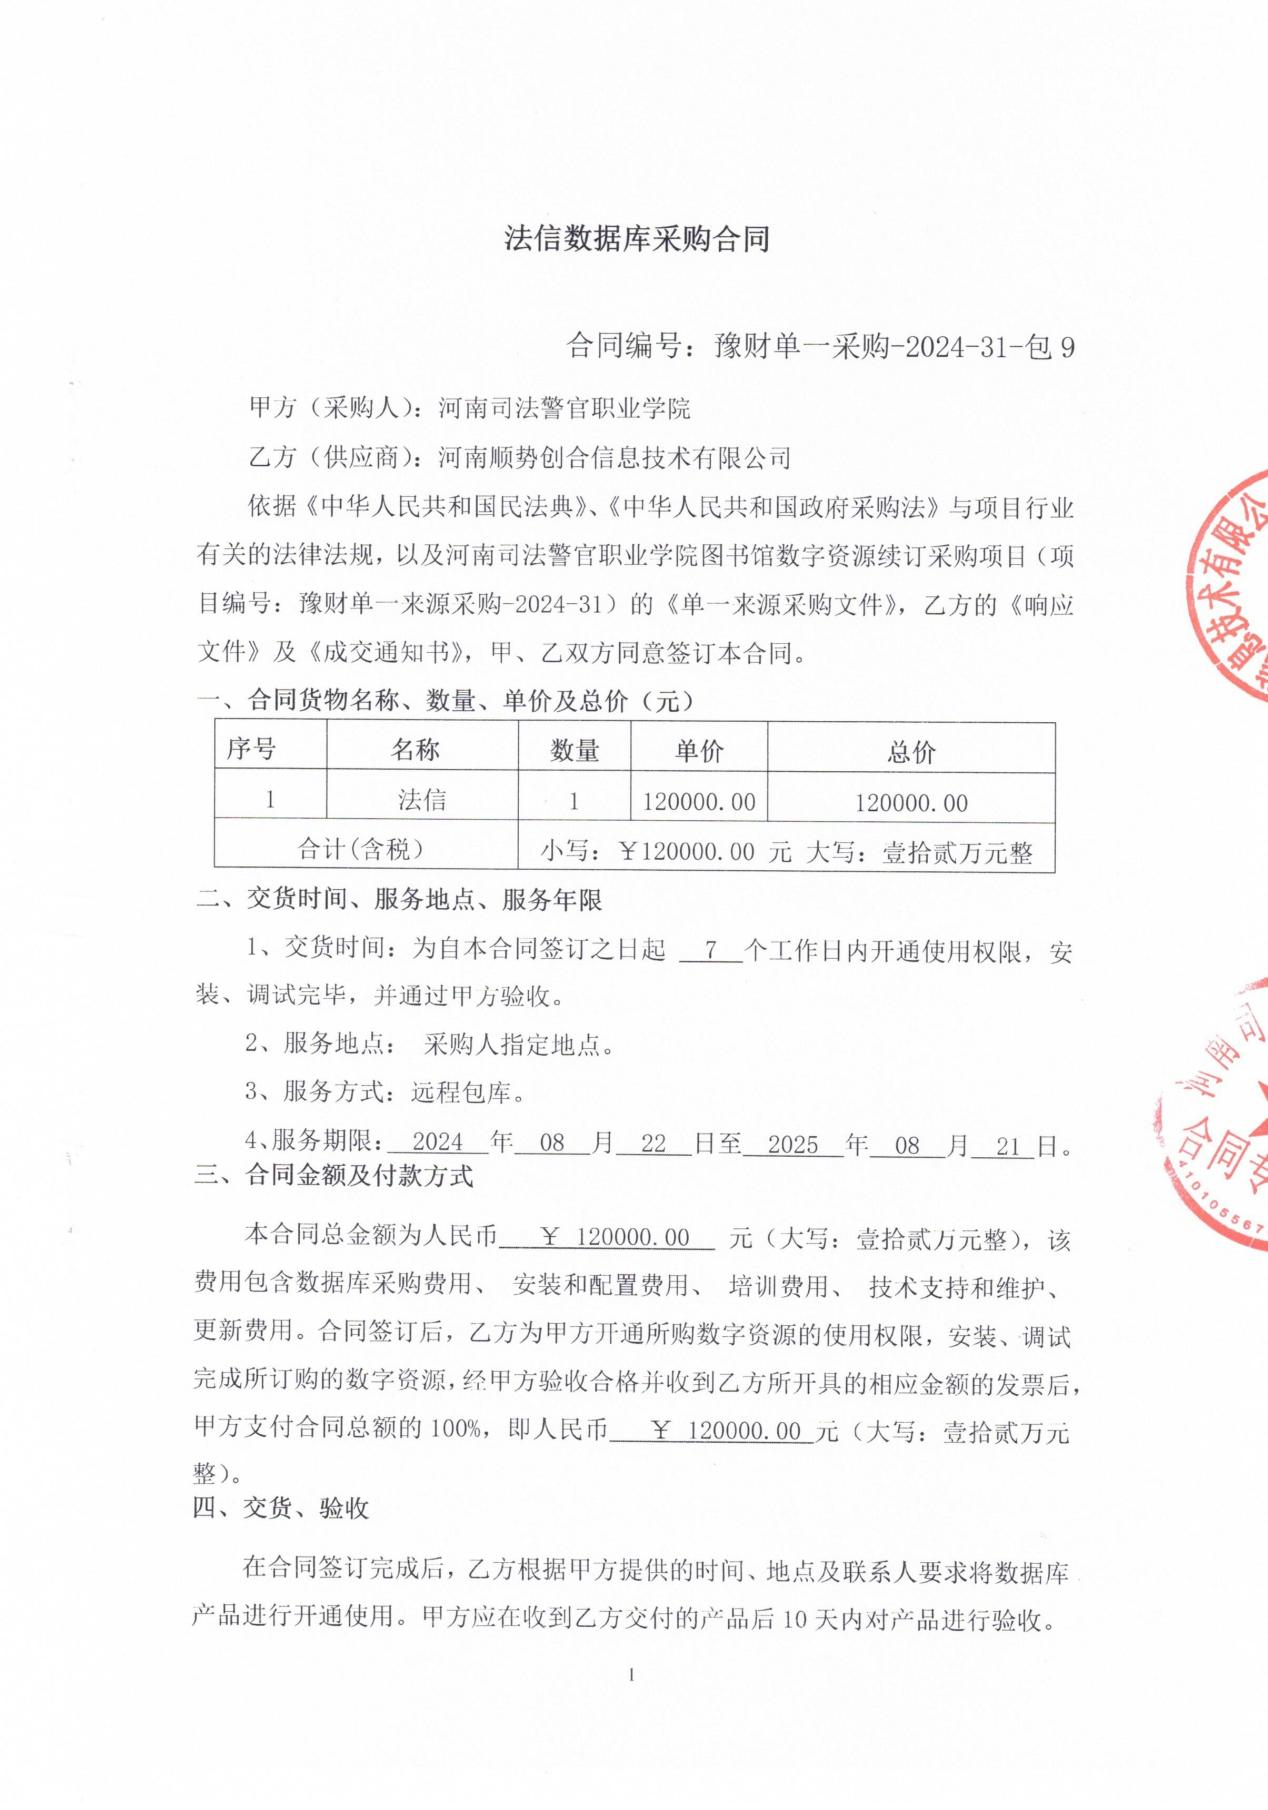 法信数据库采购合同
合同编号：豫财单一采购-2024-31-包9
甲方（采购人）：河南司法警官职业学院
乙方（供应商）：河南顺势创合信息技术有限公司
依据《中华人民共和国民法典》、《中华人民共和国政府采购法》与项目行业
有关的法律法规，以及河南司法警官职业学院图书馆数字资源续订采购项目（项
目编号：豫财单一来源采购-2024-31）的《单一来源采购文件》，乙方的《响应
文件》及《成交通知书》，甲、乙双方同意签订本合同。
一、合同货物名称、数量、单价及总价（元）
序号 名称 数量 单价 总价
1 法信 1 120000.00 120000.00
合计(含税） 小写：￥120000.00 元 大写：壹拾贰万元整
二、交货时间、服务地点、服务年限
1、交货时间：为自本合同签订之日起 7 个工作日内开通使用权限，安
装、调试完毕，并通过甲方验收。
2、服务地点： 采购人指定地点。
3、服务方式：远程包库。
4、服务期限： 2024 年 08 月 22 日至 2025 年 08 月 21 日。
三、合同金额及付款方式
本合同总金额为人民币 ￥ 120000.00 元（大写：壹拾贰万元整），该
费用包含数据库采购费用、 安装和配置费用、 培训费用、 技术支持和维护、
更新费用。合同签订后，乙方为甲方开通所购数字资源的使用权限，安装、调试
完成所订购的数字资源，经甲方验收合格并收到乙方所开具的相应金额的发票后，
甲方支付合同总额的 100%，即人民币 ￥ 120000.00 元（大写：壹拾贰万元
整）。
四、交货、验收
在合同签订完成后，乙方根据甲方提供的时间、地点及联系人要求将数据库
产品进行开通使用。甲方应在收到乙方交付的产品后 10 天内对产品进行验收。
1
息技术有限公
河南司
合同专
410105567